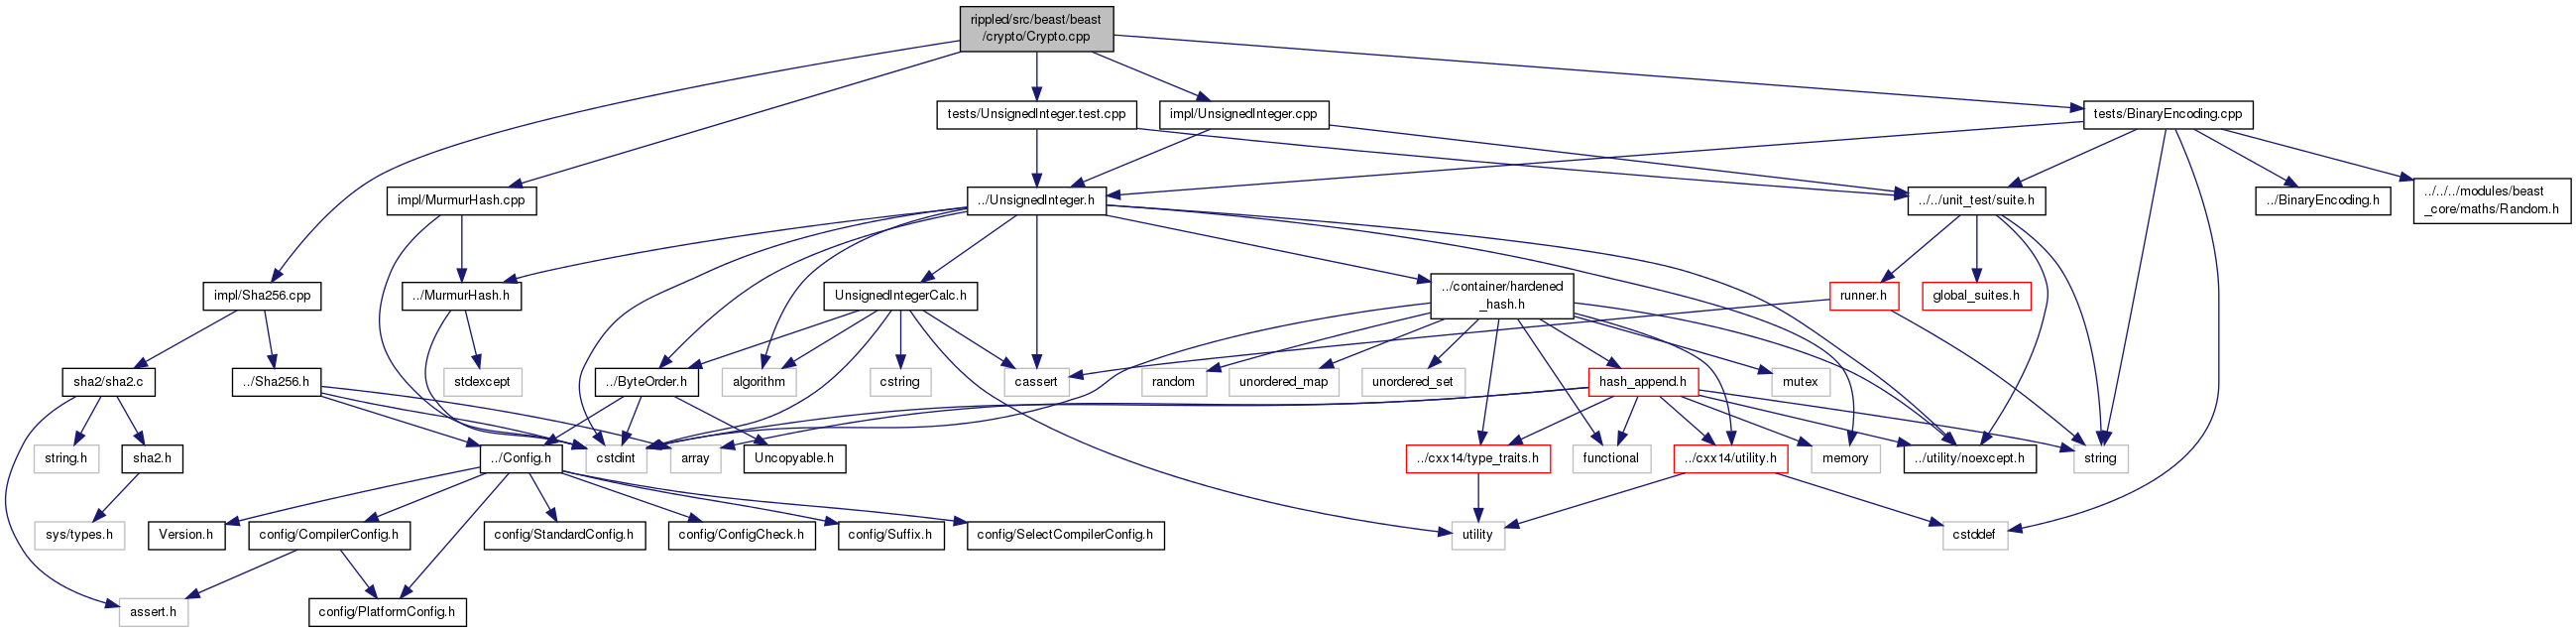 rippled/src/beast/beast
/crypto/Crypto.cpp
tests/UnsignedInteger.test.cpp
impl/UnsignedInteger.cpp
tests/BinaryEncoding.cpp
impl/MurmurHash.cpp
../UnsignedInteger.h
../../unit_test/suite.h
../BinaryEncoding.h
../../../modules/beast
_core/maths/Random.h
impl/Sha256.cpp
../MurmurHash.h
UnsignedIntegerCalc.h
../container/hardened
_hash.h
runner.h
global_suites.h
sha2/sha2.c
../Sha256.h
stdexcept
../ByteOrder.h
algorithm
cstring
cassert
random
unordered_map
unordered_set
hash_append.h
mutex
string.h
sha2.h
../Config.h
cstdint
array
Uncopyable.h
../cxx14/type_traits.h
functional
../cxx14/utility.h
memory
../utility/noexcept.h
string
sys/types.h
Version.h
config/CompilerConfig.h
config/StandardConfig.h
config/ConfigCheck.h
config/Suffix.h
config/SelectCompilerConfig.h
utility
cstddef
assert.h
config/PlatformConfig.h